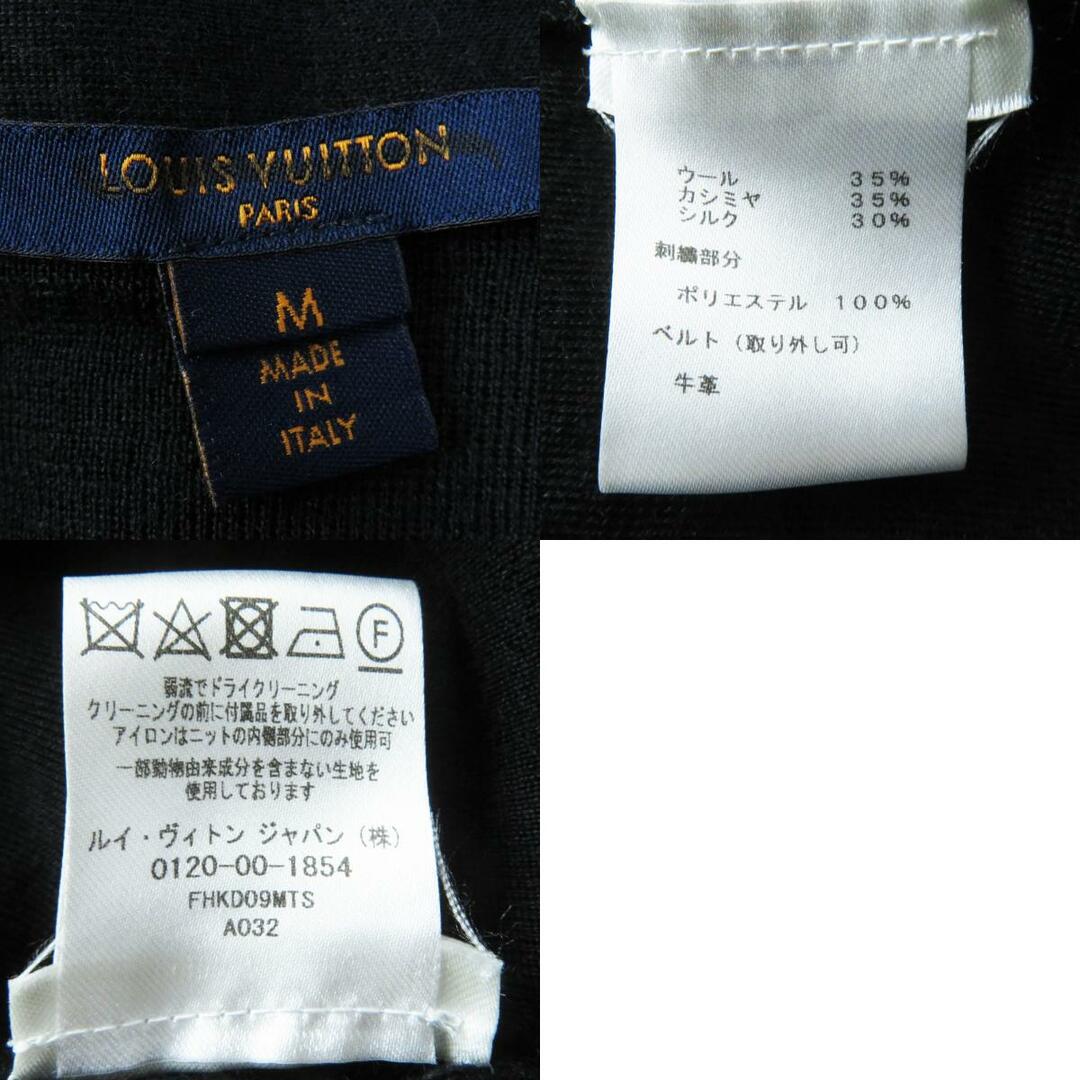 LOUIS VUITTON
PARIS
M
MADE
IN
ITALY
ウール 35%
カシミヤ 35%
シルク 30%
刺繍部分
ポリエステル 100%
ベルト（取り外し可）
牛革
F
弱流でドライクリーニング
クリーニングの前に付属品を取り外してください
アイロンはニットの内側部分にのみ使用可
一部動物由来成分を含まない生地を
使用しております
ルイ・ヴィトン ジャパン（株）
0120-00-1854
FHKD09MTS
A032